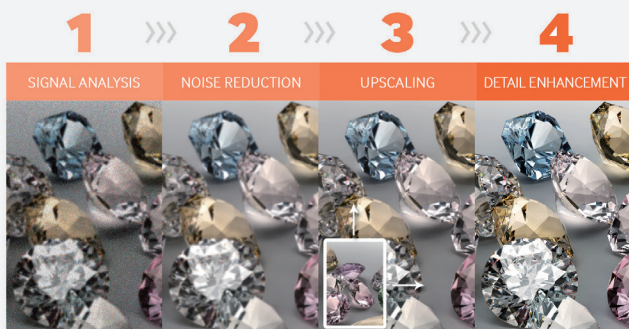 1 >>> 2 >>> 3 >>> 4
SIGNAL ANALYSIS NOISE REDUCTION UPSCALING DETAIL ENHANCEMENT